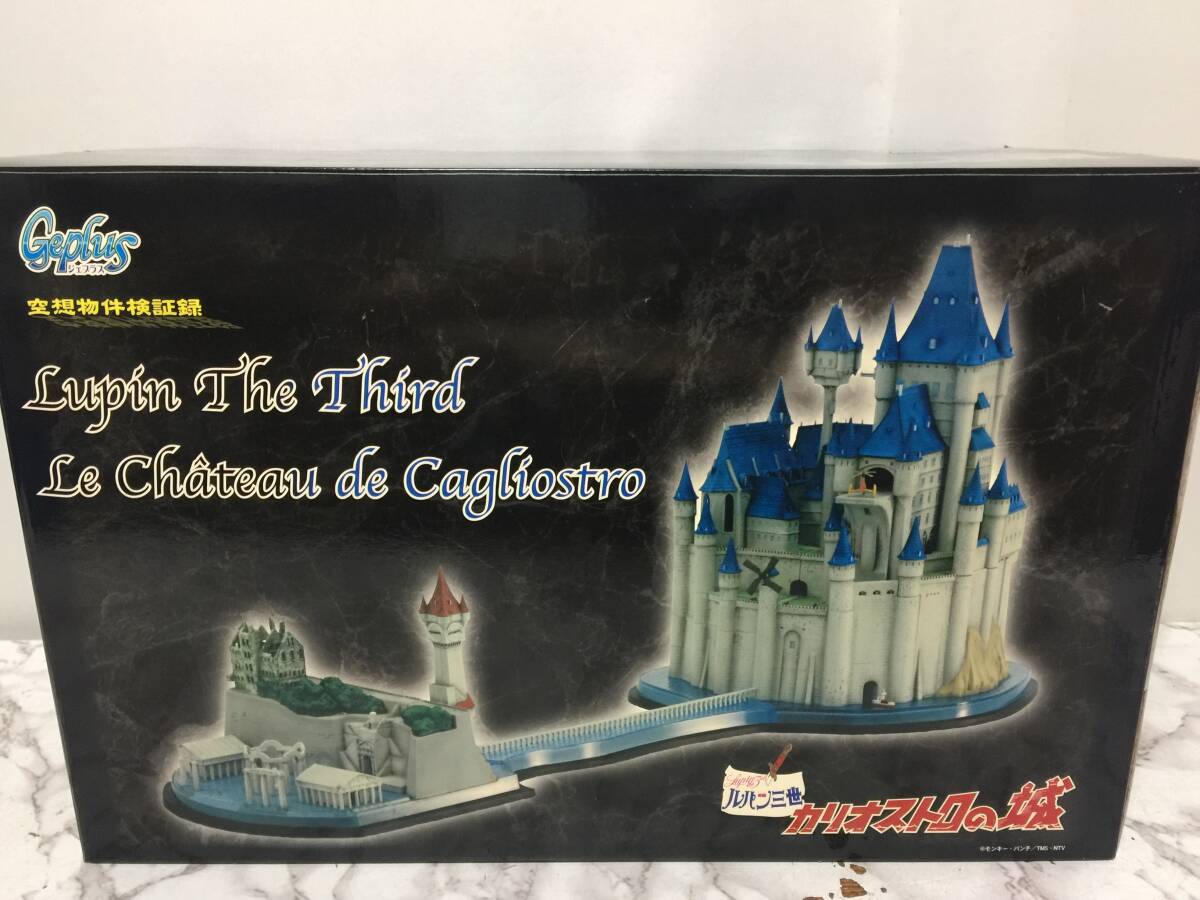 Geplus
ジェプラス
空想物件検証録
Lupin The Third
Le Château de Cagliostro
ルパン三世
カリオストロの城
©モンキー・パンチ/TMS・NTV